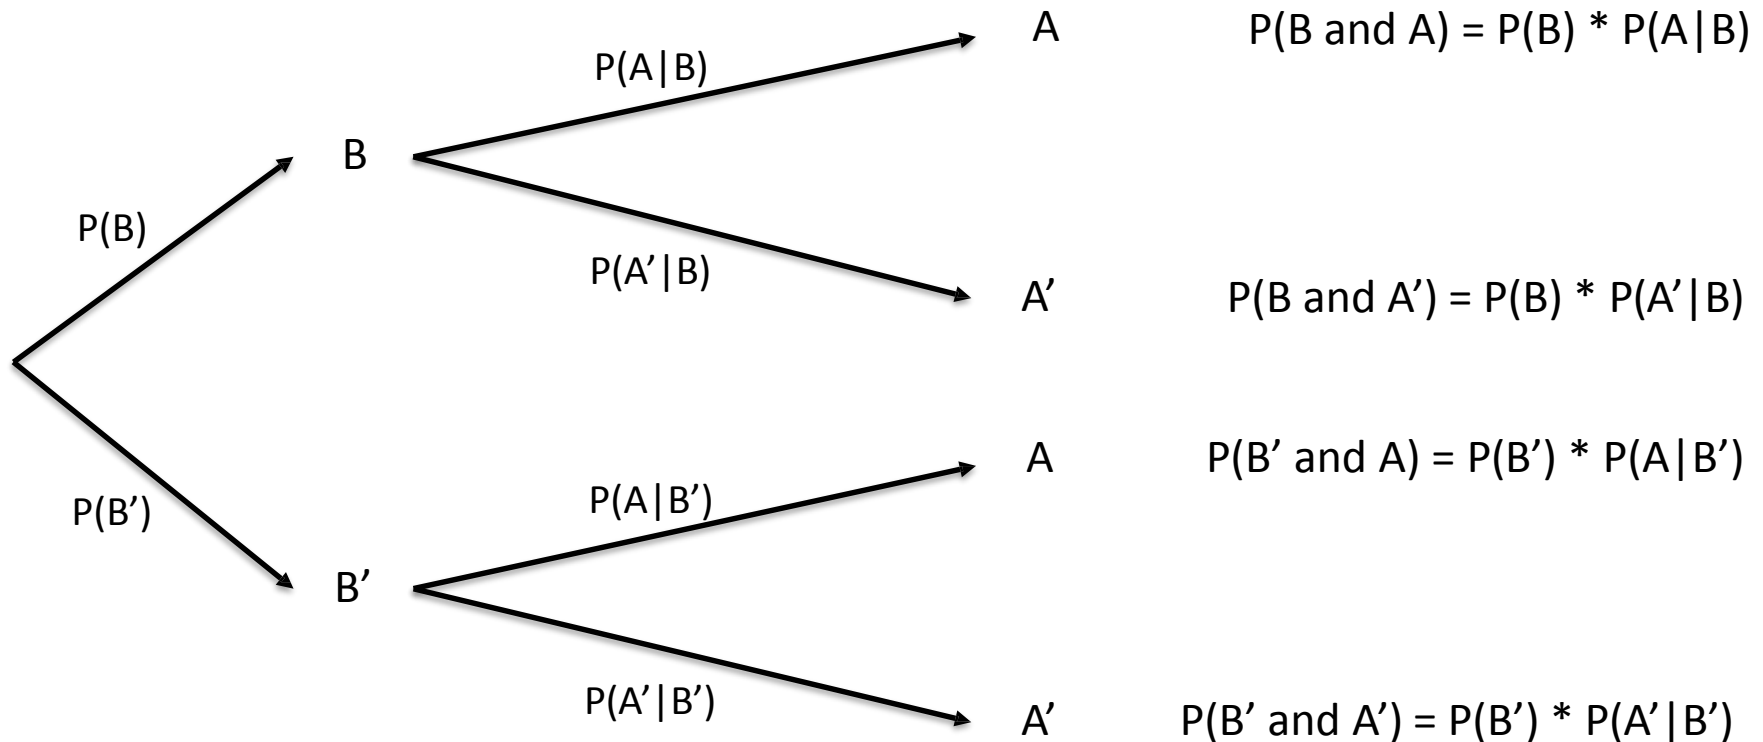 A P(B and A) = P(B) * P(A|B)
P(A|B)
B
P(B)
P(A’|B)
A’ P(B and A’) = P(B) * P(A’|B)
A P(B’ and A) = P(B’) * P(A|B’)
P(A|B’)
P(B’)
B’
P(A’|B’)
A’ P(B’ and A’) = P(B’) * P(A’|B’)